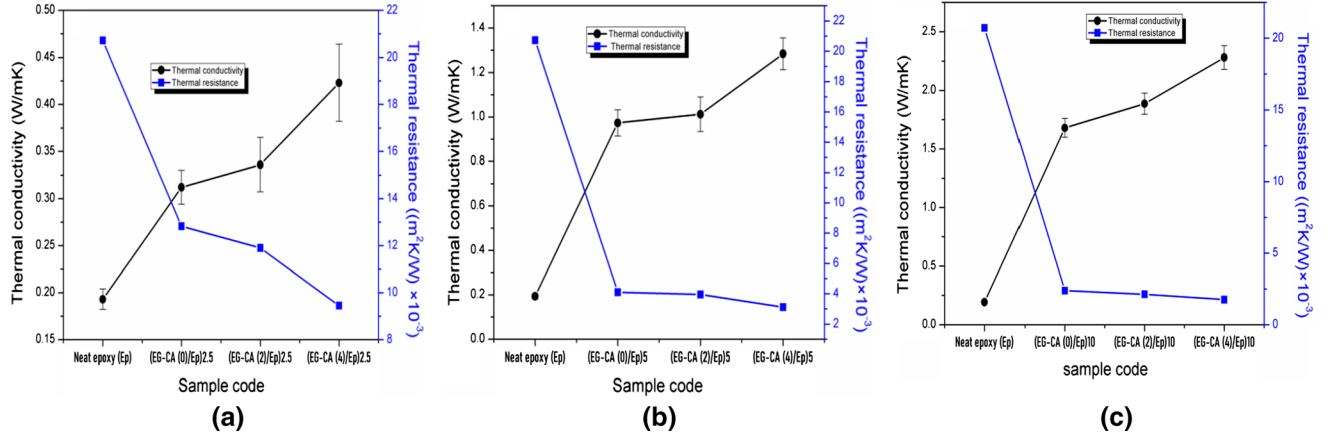 Thermal conductivity (W/mK)
0.50
0.45
0.40
0.35
0.30
0.25
0.20
0.15
Thermal conductivity
Thermal resistance
22
21
20
18
16
14
12
10
8
Thermal resistance ((m²K/W) ×10⁻³)
Neat epoxy (Ep) (EG-CA (0)/Ep)2.5 (EG-CA (2)/Ep)2.5 (EG-CA (4)/Ep)2.5
Sample code
(a)
Thermal conductivity (W/mK)
1.4
1.2
1.0
0.8
0.6
0.4
0.2
0.0
Thermal conductivity
Thermal resistance
22
21
20
18
16
14
12
11
10
8
6
4
2
Thermal resistance ((m²K/W)×10⁻³)
Neat epoxy (Ep) (EG-CA (0)/Ep)5 (EG-CA (2)/Ep)5 (EG-CA (4)/Ep)5
Sample code
(b)
Thermal conductivity (W/mK)
2.5
2.0
1.5
1.0
0.5
0.0
Thermal conductivity
Thermal resistance
20
15
10
5
0
Thermal resistance ((m²K/W)×10⁻³)
Neat epoxy (Ep) (EG-CA (0)/Ep)10 (EG-CA (2)/Ep)10 (EG-CA (4)/Ep)10
sample code
(c)